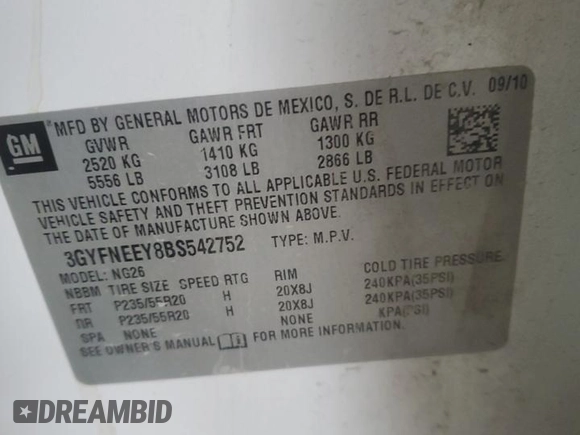 GM
MFD BY GENERAL MOTORS DE MEXICO, S. DE R.L. DE C.V. 09/10
GVWR GAWR FRT GAWR RR
2520 KG 1410 KG 1300 KG
5556 LB 3108 LB 2866 LB
THIS VEHICLE CONFORMS TO ALL APPLICABLE U.S. FEDERAL MOTOR
VEHICLE SAFETY AND THEFT PREVENTION STANDARDS IN EFFECT ON
THE DATE OF MANUFACTURE SHOWN ABOVE.
3GYFNEEY8BS542752 TYPE: M.P.V.
MODEL: NG26
NBBM TIRE SIZE SPEED RTG RIM COLD TIRE PRESSURE
FRT P235/55R20 H 20X8J 240KPA(35PSI)
RR P235/55R20 H 20X8J 240KPA(35PSI)
SPA NONE NONE KPA(PSI)
SEE OWNER'S MANUAL FOR MORE INFORMATION.
DREAMBID